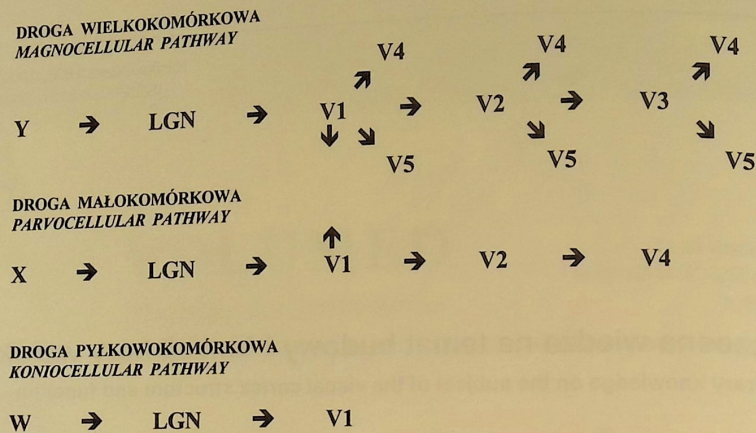 DROGA WIELKOKOMÓRKOWA
MAGNOCELLULAR PATHWAY
V4 V4 V4
Y → LGN → V1 → V2 → V3
V5 V5 V5
DROGA MAŁOKOMÓRKOWA
PARVOCELLULAR PATHWAY
X → LGN → V1 → V2 → V4
DROGA PYŁKOWOKOMÓRKOWA
KONIOCELLULAR PATHWAY
W → LGN → V1